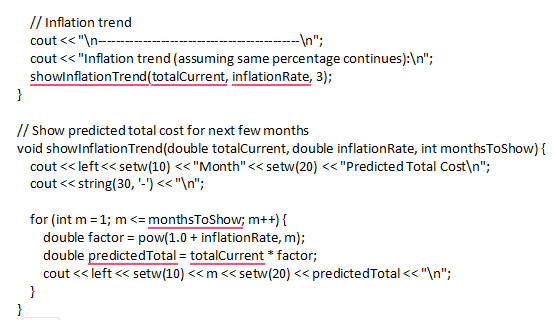 // Inflation trend
cout << "\n---------------------------------------------\n";
cout << "Inflation trend (assuming same percentage continues):\n";
showInflationTrend(totalCurrent, inflationRate, 3);
}
// Show predicted total cost for next few months
void showInflationTrend(double totalCurrent, double inflationRate, int monthsToShow) {
cout << left << setw(10) << "Month" << setw(20) << "Predicted Total Cost\n";
cout << string(30, '-') << "\n";
for (int m = 1; m <= monthsToShow; m++) {
double factor = pow(1.0 + inflationRate, m);
double predictedTotal = totalCurrent * factor;
cout << left << setw(10) << m << setw(20) << predictedTotal << "\n";
}
}